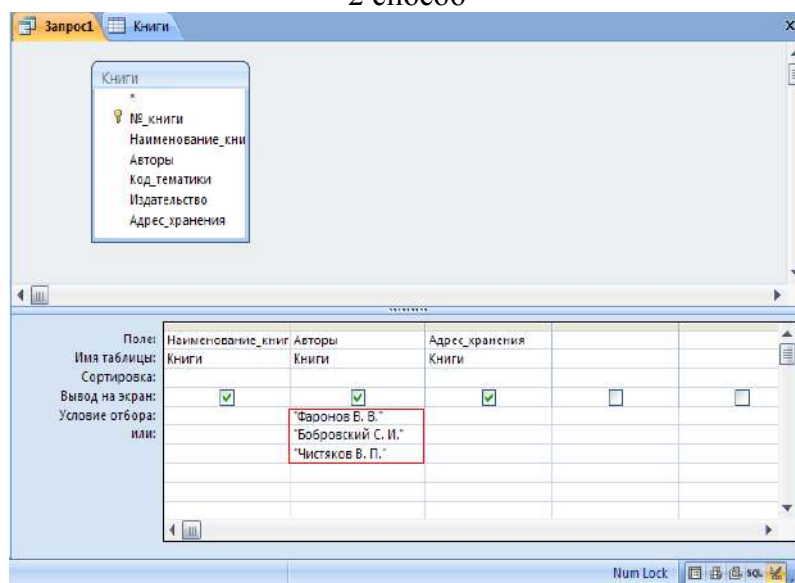 2 способ
Запрос1 Книги x
Книги
*
№_книги
Наименование_кни
Авторы
Код_тематики
Издательство
Адрес_хранения
Поле: Наименование_книг Авторы Адрес_хранения
Имя таблицы: Книги Книги Книги
Сортировка:
Вывод на экран:
Условие отбора: "Фаронов В. В."
или: "Бобровский С. И."
"Чистяков В. П."
Num Lock SQL